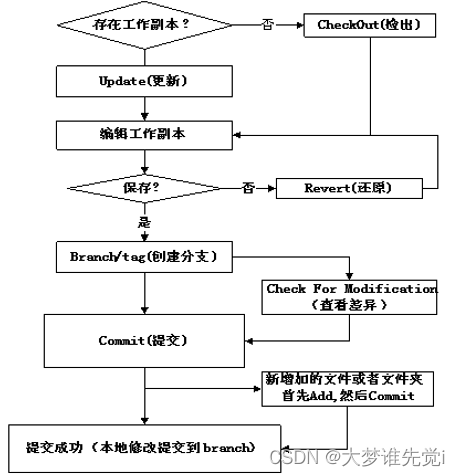 存在工作副本？
否
CheckOut(检出)
Update(更新)
编辑工作副本
保存？
否
Revert(还原)
是
Branch/tag(创建分支)
Check For Modification
（查看差异）
Commit(提交)
新增加的文件或者文件夹
首先Add,然后Commit
提交成功（本地修改提交到branch)
CSDN @大梦谁先觉i